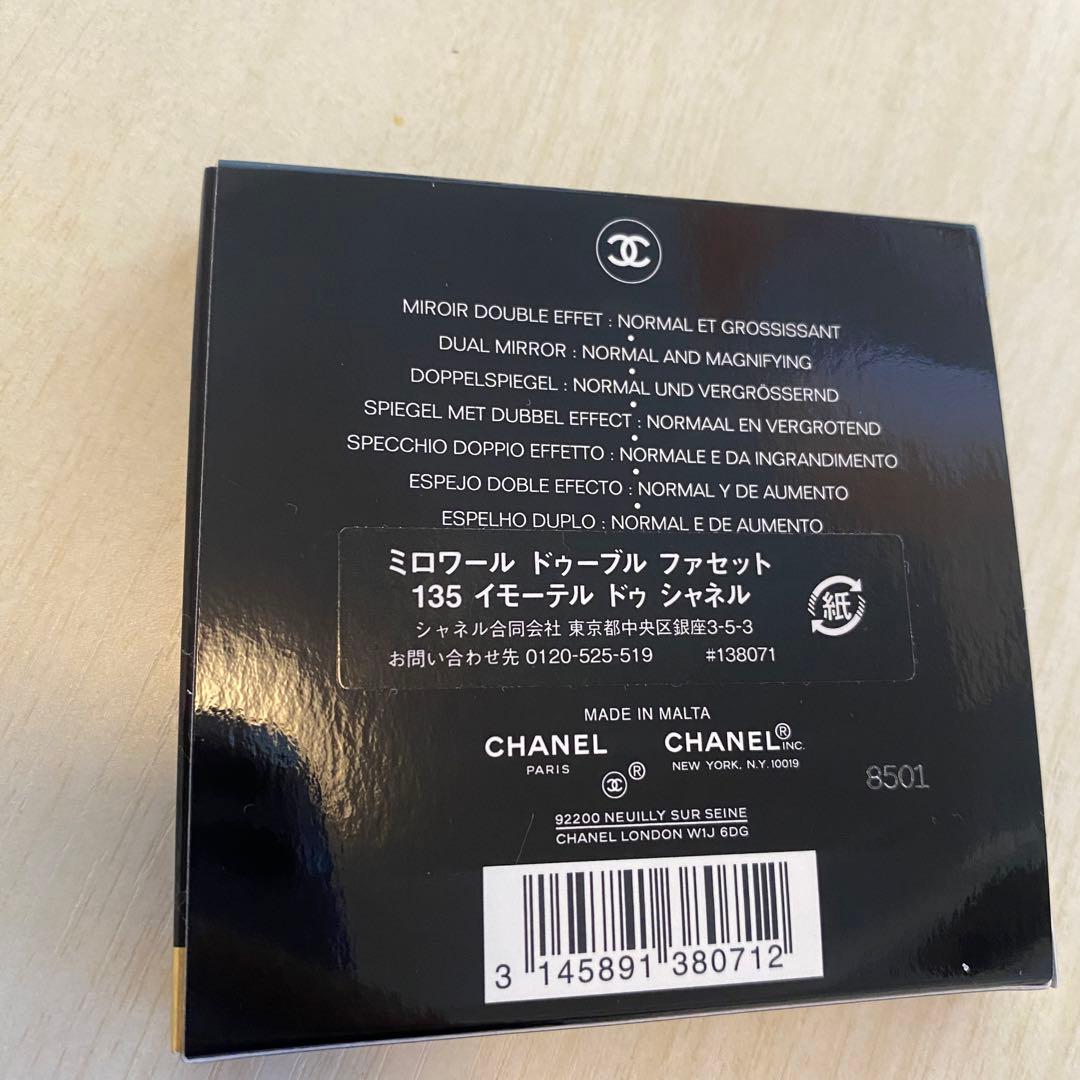 MIROIR DOUBLE EFFET : NORMAL ET GROSSISSANT
DUAL MIRROR : NORMAL AND MAGNIFYING
DOPPELSPIEGEL : NORMAL UND VERGRÖSSERND
SPIEGEL MET DUBBEL EFFECT : NORMAAL EN VERGROTEND
SPECCHIO DOPPIO EFFETTO : NORMALE E DA INGRANDIMENTO
ESPEJO DOBLE EFECTO : NORMAL Y DE AUMENTO
ESPELHO DUPLO : NORMAL E DE AUMENTO
ミロワール ドゥーブル ファセット
135 イモーテル ドゥ シャネル
紙
シャネル合同会社 東京都中央区銀座3-5-3
お問い合わせ先 0120-525-519 #138071
MADE IN MALTA
CHANEL CHANEL® INC.
PARIS NEW YORK, N.Y. 10019
®
8501
92200 NEUILLY SUR SEINE
CHANEL LONDON W1J 6DG
3 145891 380712